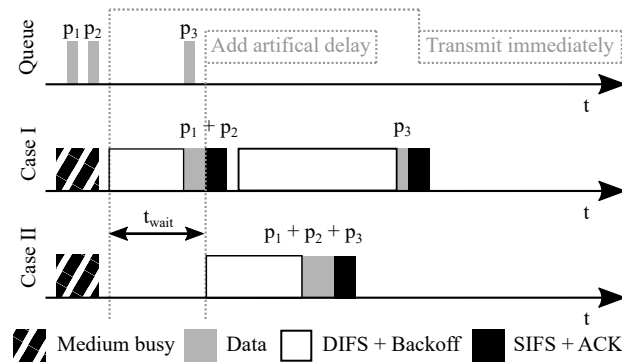 Queue
p1 p2
p3
Add artifical delay
Transmit immediately
t
Case I
p1 + p2
p3
t
twait
Case II
p1 + p2 + p3
t
Medium busy
Data
DIFS + Backoff
SIFS + ACK